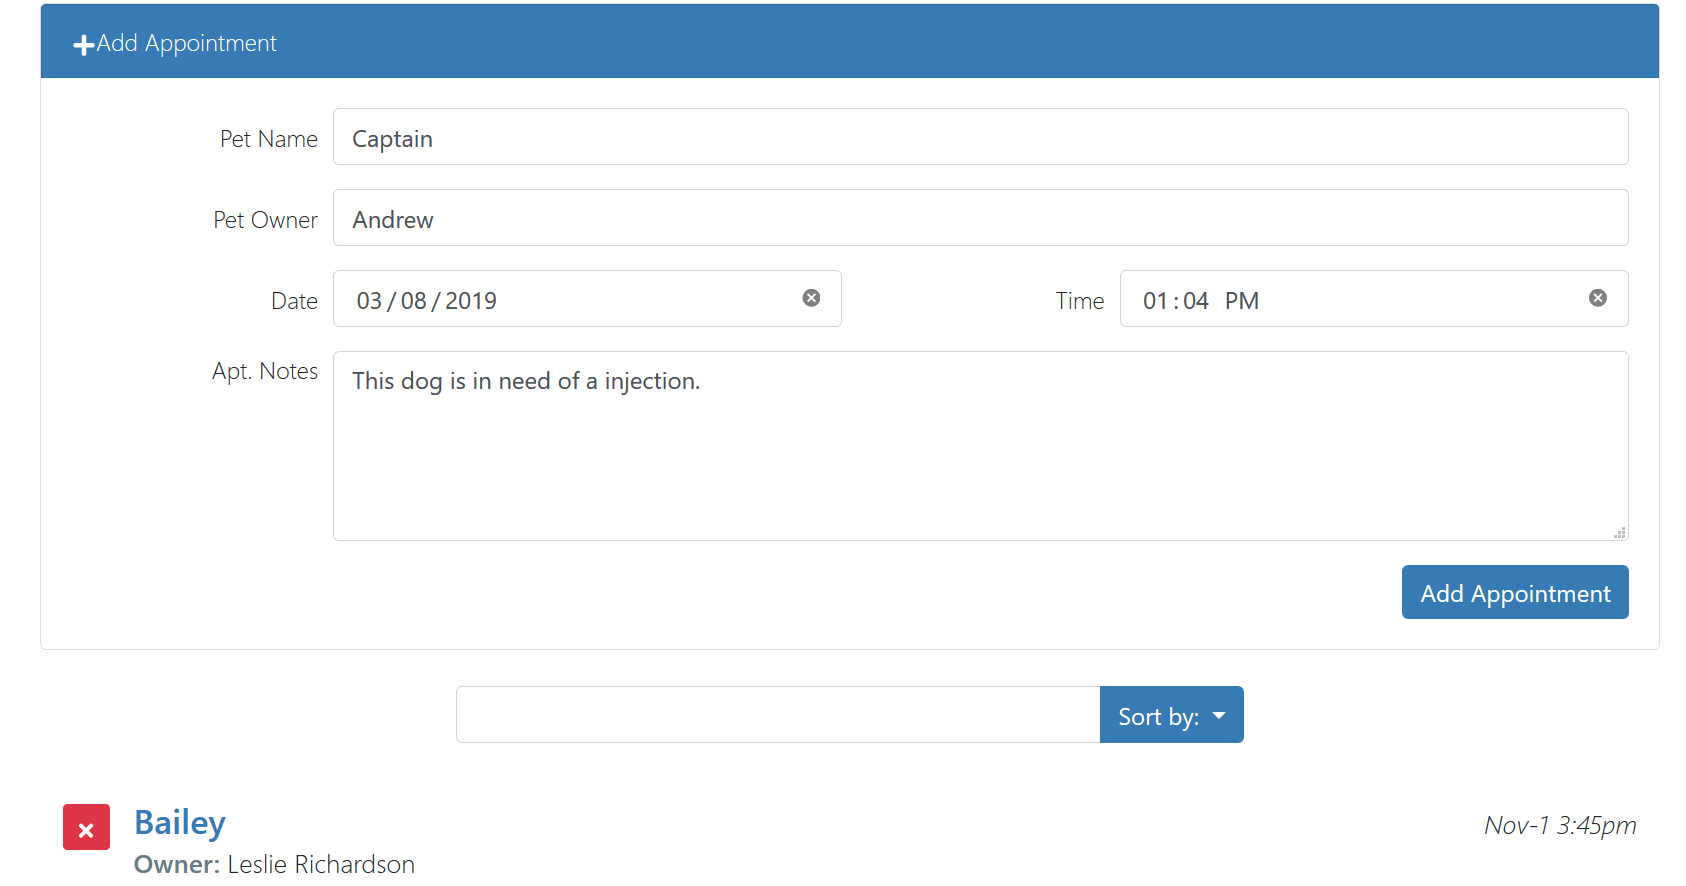 Add Appointment
Pet Name Captain
Pet Owner Andrew
Date 03/08/2019 Time 01:04 PM
Apt. Notes This dog is in need of a injection.
Add Appointment
Sort by:
Bailey Nov-1 3:45pm
Owner: Leslie Richardson